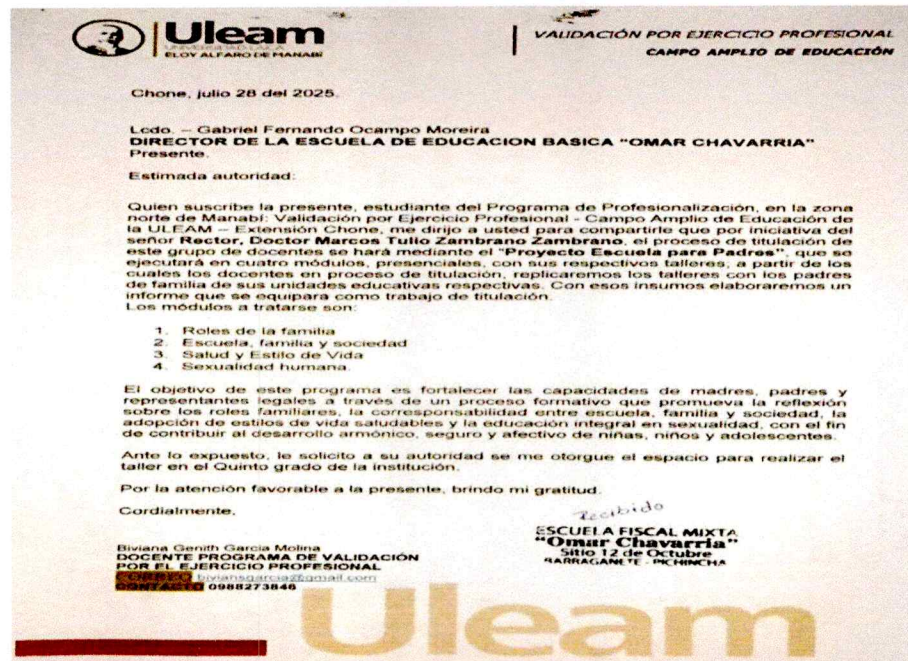 Uleam
UNIVERSIDAD LAICA
ELOY ALFARO DE MANABÍ
VALIDACIÓN POR EJERCICIO PROFESIONAL
CAMPO AMPLIO DE EDUCACIÓN
Chone, julio 28 del 2025.
Lcdo. – Gabriel Fernando Ocampo Moreira
DIRECTOR DE LA ESCUELA DE EDUCACION BASICA "OMAR CHAVARRIA"
Presente.
Estimada autoridad:
Quien suscribe la presente, estudiante del Programa de Profesionalización, en la zona
norte de Manabí: Validación por Ejercicio Profesional - Campo Amplio de Educación de
la ULEAM – Extensión Chone, me dirijo a usted para compartirle que por iniciativa del
señor Rector, Doctor Marcos Tulio Zambrano Zambrano, el proceso de titulación de
este grupo de docentes se hará mediante el "Proyecto Escuela para Padres", que se
ejecutará en cuatro módulos, presenciales, con sus respectivos talleres; a partir de los
cuales los docentes en proceso de titulación, replicaremos los talleres con los padres
de familia de sus unidades educativas respectivas. Con esos insumos elaboraremos un
informe que se equipara como trabajo de titulación.
Los módulos a tratarse son:
1. Roles de la familia
2. Escuela, familia y sociedad
3. Salud y Estilo de Vida
4. Sexualidad humana.
El objetivo de este programa es fortalecer las capacidades de madres, padres y
representantes legales a través de un proceso formativo que promueva la reflexión
sobre los roles familiares, la corresponsabilidad entre escuela, familia y sociedad, la
adopción de estilos de vida saludables y la educación integral en sexualidad, con el fin
de contribuir al desarrollo armónico, seguro y afectivo de niñas, niños y adolescentes.
Ante lo expuesto, le solicito a su autoridad se me otorgue el espacio para realizar el
taller en el Quinto grado de la institución.
Por la atención favorable a la presente, brindo mi gratitud.
Cordialmente,
Recibido
ESCUELA FISCAL MIXTA
"Omar Chavarria"
Sitio 12 de Octubre
BARRAGANETE - PICHINCHA
Biviana Genith García Molina
DOCENTE PROGRAMA DE VALIDACIÓN
POR EL EJERCICIO PROFESIONAL
CORREO biviansgarcia@gmail.com
CONTACTO 0988273846
Uleam